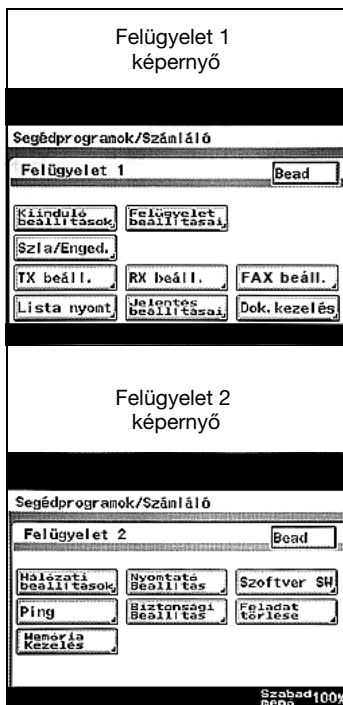 Felügyelet 1
képernyő
Segédprogramok/Számláló
Felügyelet 1
Bead
Kiinduló
beállítások
Felügyelet
beállításai
Szla/Enged.
TX beáll.
RX beáll.
FAX beáll.
Lista nyomt
Jelentés
beállításai
Dok.kezelés
Felügyelet 2
képernyő
Segédprogramok/Számláló
Felügyelet 2
Bead
Hálózati
beállítások
Nyomtató
Beállítás
Szoftver SW
Ping
Biztonsági
Beállítás
Feladat
törlése
Memória
Kezelés
Szabad
menó 100%